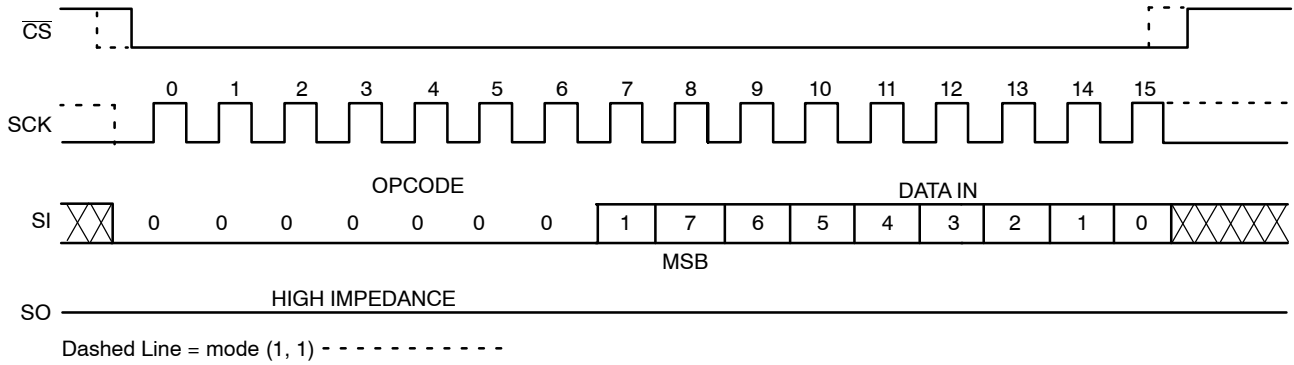 CS
0 1 2 3 4 5 6 7 8 9 10 11 12 13 14 15
SCK
OPCODE DATA IN
SI 0 0 0 0 0 0 0 1 7 6 5 4 3 2 1 0
MSB
HIGH IMPEDANCE
SO
Dashed Line = mode (1, 1)